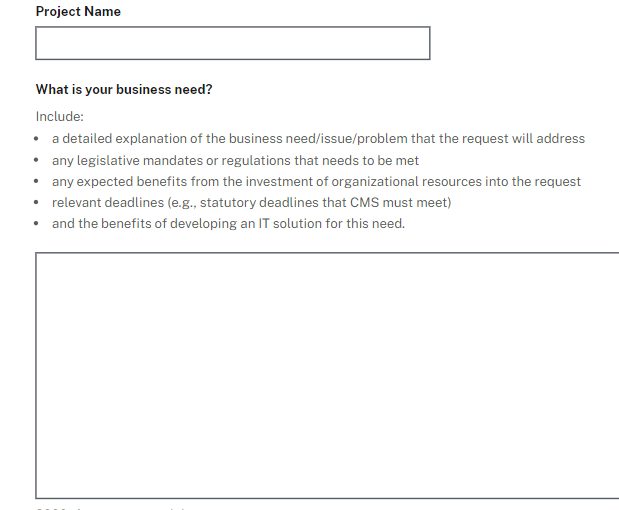 Project Name
What is your business need?
Include:
• a detailed explanation of the business need/issue/problem that the request will address
• any legislative mandates or regulations that needs to be met
• any expected benefits from the investment of organizational resources into the request
• relevant deadlines (e.g., statutory deadlines that CMS must meet)
• and the benefits of developing an IT solution for this need.